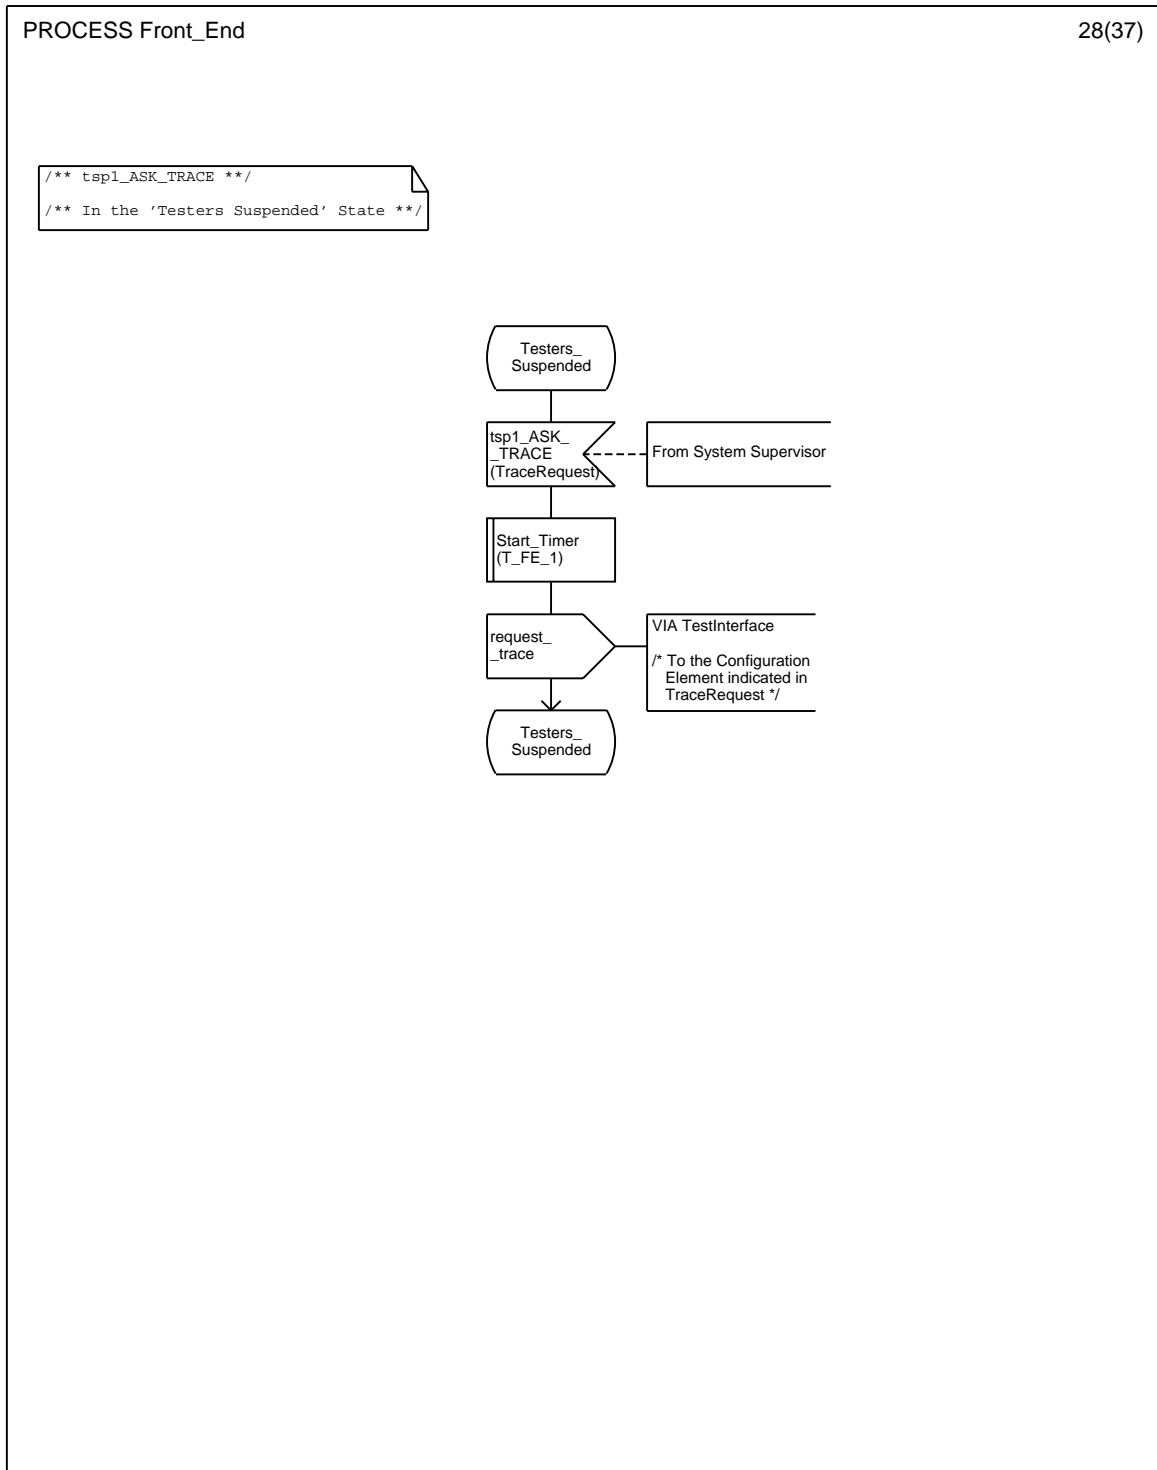 PROCESS Front_End
28(37)
/** tsp1_ASK_TRACE **/
/** In the 'Testers Suspended' State **/
Testers_
Suspended
tsp1_ASK_
_TRACE
(TraceRequest)
From System Supervisor
Start_Timer
(T_FE_1)
request_
_trace
VIA TestInterface
/* To the Configuration
Element indicated in
TraceRequest */
Testers_
Suspended